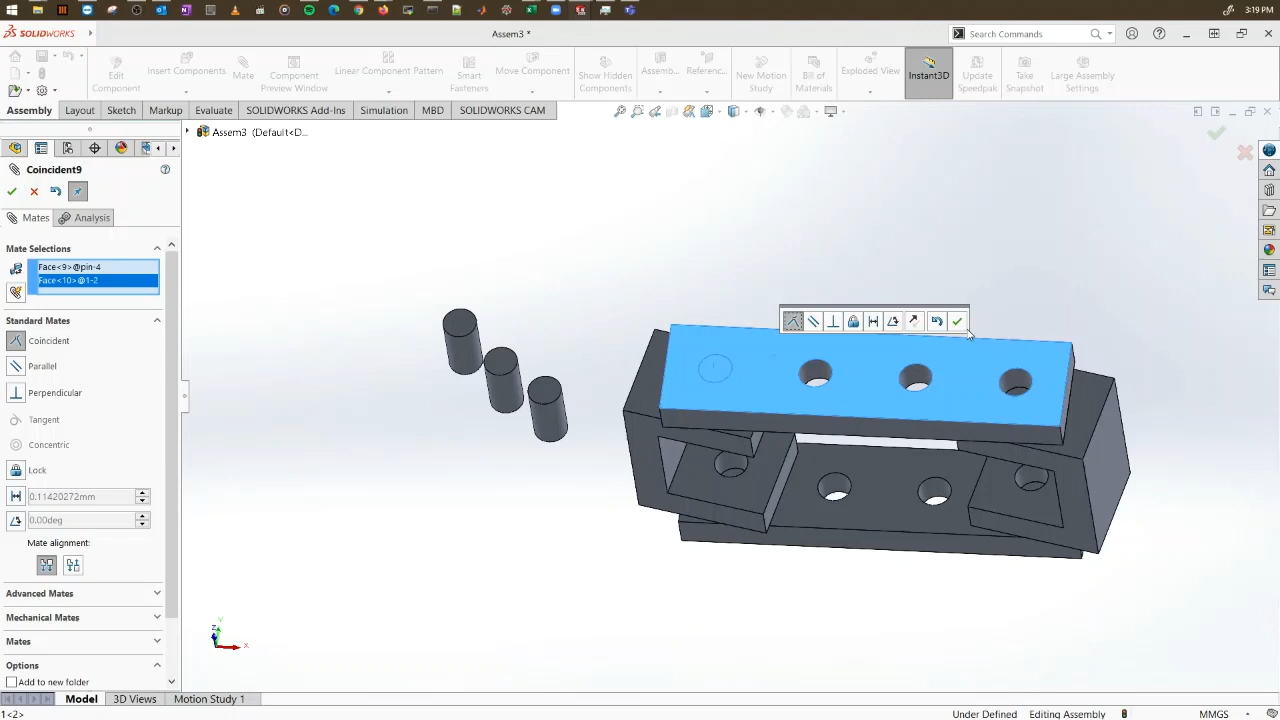 3:19 PM
SOLIDWORKS
Assem3 *
Search Commands
Edit Component
Insert Components
Mate
Component Preview Window
Linear Component Pattern
Smart Fasteners
Move Component
Show Hidden Components
Assemb...
Referenc...
New Motion Study
Bill of Materials
Exploded View
Instant3D
Update Speedpak
Take Snapshot
Large Assembly Settings
Assembly
Layout
Sketch
Markup
Evaluate
SOLIDWORKS Add-Ins
Simulation
MBD
SOLIDWORKS CAM
Assem3 (Default<D...
Coincident9
Mates
Analysis
Mate Selections
Face<9>@pin-4
Face<10>@1-2
Standard Mates
Coincident
Parallel
Perpendicular
Tangent
Concentric
Lock
0.11420272mm
0.00deg
Mate alignment:
Advanced Mates
Mechanical Mates
Mates
Options
Add to new folder
Y
Z
X
Model
3D Views
Motion Study 1
1<2>
Under Defined
Editing Assembly
MMGS